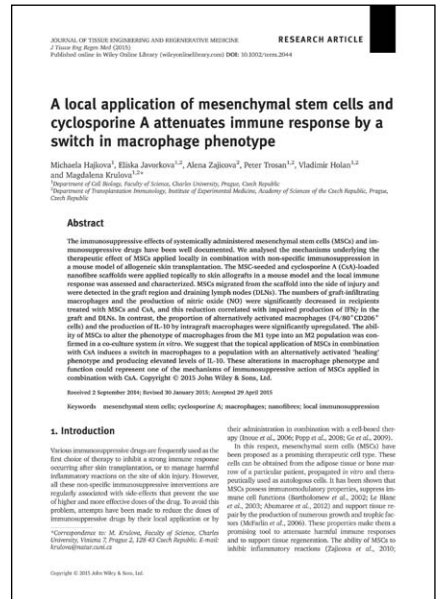 JOURNAL OF TISSUE ENGINEERING AND REGENERATIVE MEDICINE
RESEARCH ARTICLE
J Tissue Eng Regen Med (2015)
Published online in Wiley Online Library (wileyonlinelibrary.com) DOI: 10.1002/term.2044
A local application of mesenchymal stem cells and
cyclosporine A attenuates immune response by a
switch in macrophage phenotype
Michaela Hajkova1, Eliska Javorkova1,2, Alena Zajicova2, Peter Trosan1,2, Vladimir Holan1,2
and Magdalena Krulova1,2*
1Department of Cell Biology, Faculty of Science, Charles University, Prague, Czech Republic
2Department of Transplantation Immunology, Institute of Experimental Medicine, Academy of Sciences of the Czech Republic, Prague,
Czech Republic
Abstract
The immunosuppressive effects of systemically administered mesenchymal stem cells (MSCs) and im-
munosuppressive drugs have been well documented. We analysed the mechanisms underlying the
therapeutic effect of MSCs applied locally in combination with non-specific immunosuppression in
a mouse model of allogeneic skin transplantation. The MSC-seeded and cyclosporine A (CsA)-loaded
nanofibre scaffolds were applied topically to skin allografts in a mouse model and the local immune
response was assessed and characterized. MSCs migrated from the scaffold into the side of injury and
were detected in the graft region and draining lymph nodes (DLNs). The numbers of graft-infiltrating
macrophages and the production of nitric oxide (NO) were significantly decreased in recipients
treated with MSCs and CsA, and this reduction correlated with impaired production of IFNγ in the
graft and DLNs. In contrast, the proportion of alternatively activated macrophages (F4/80+CD206+
cells) and the production of IL-10 by intragraft macrophages were significantly upregulated. The abil-
ity of MSCs to alter the phenotype of macrophages from the M1 type into an M2 population was con-
firmed in a co-culture system in vitro. We suggest that the topical application of MSCs in combination
with CsA induces a switch in macrophages to a population with an alternatively activated 'healing'
phenotype and producing elevated levels of IL-10. These alterations in macrophage phenotype and
function could represent one of the mechanisms of immunosuppressive action of MSCs applied in
combination with CsA. Copyright © 2015 John Wiley & Sons, Ltd.
Received 2 September 2014; Revised 30 January 2015; Accepted 29 April 2015
Keywords mesenchymal stem cells; cyclosporine A; macrophages; nanofibres; local immunosuppression
1. Introduction
Various immunosuppressive drugs are frequently used as the
first choice of therapy to inhibit a strong immune response
occurring after skin transplantation, or to manage harmful
inflammatory reactions on the site of skin injury. However,
all these non-specific immunosuppressive interventions are
regularly associated with side-effects that prevent the use
of higher and more effective doses of the drug. To avoid this
problem, attempts have been made to reduce the doses of
immunosuppressive drugs by their local application or by
*Correspondence to: M. Krulova, Faculty of Science, Charles
University, Vinicna 7, Prague 2, 128 43 Czech Republic. E-mail:
krulova@natur.cuni.cz
their administration in combination with a cell-based ther-
apy (Inoue et al., 2006; Popp et al., 2008; Ge et al., 2009).
In this respect, mesenchymal stem cells (MSCs) have
been proposed as a promising therapeutic cell type. These
cells can be obtained from the adipose tissue or bone mar-
row of a particular patient, propagated in vitro and thera-
peutically used as autologous cells. It has been shown that
MSCs possess immunomodulatory properties, suppress im-
mune cell functions (Bartholomew et al., 2002; Le Blanc
et al., 2003; Abumaree et al., 2012) and support tissue re-
pair by the production of numerous growth and trophic fac-
tors (McFarlin et al., 2006). These properties make them a
promising tool to attenuate harmful immune responses
and to support tissue regeneration. The ability of MSCs to
inhibit inflammatory reactions (Zajicova et al., 2010;
Copyright © 2015 John Wiley & Sons, Ltd.